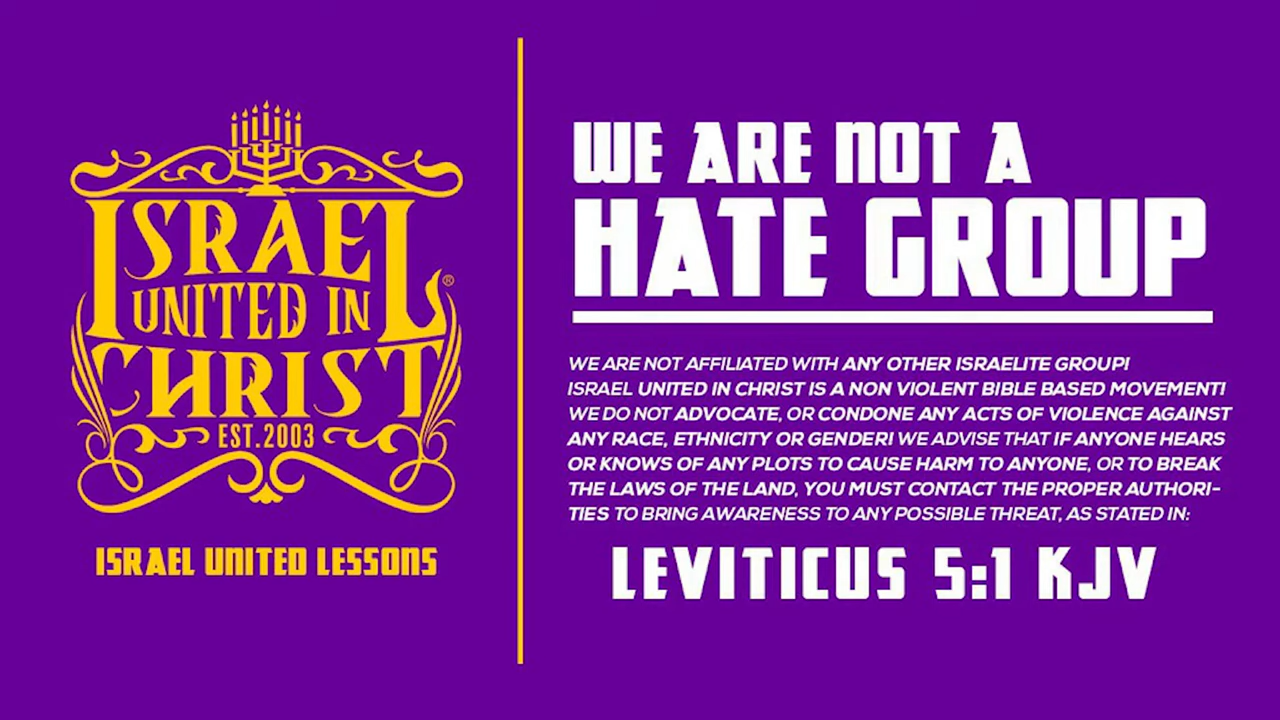 ISRAEL
UNITED IN
CHRIST
®
EST.2003
ISRAEL UNITED LESSONS
WE ARE NOT A
HATE GROUP
WE ARE NOT AFFILIATED WITH ANY OTHER ISRAELITE GROUP!
ISRAEL UNITED IN CHRIST IS A NON VIOLENT BIBLE BASED MOVEMENT!
WE DO NOT ADVOCATE, OR CONDONE ANY ACTS OF VIOLENCE AGAINST
ANY RACE, ETHNICITY OR GENDER! WE ADVISE THAT IF ANYONE HEARS
OR KNOWS OF ANY PLOTS TO CAUSE HARM TO ANYONE, OR TO BREAK
THE LAWS OF THE LAND, YOU MUST CONTACT THE PROPER AUTHORI-
TIES TO BRING AWARENESS TO ANY POSSIBLE THREAT, AS STATED IN:
LEVITICUS 5:1 KJV